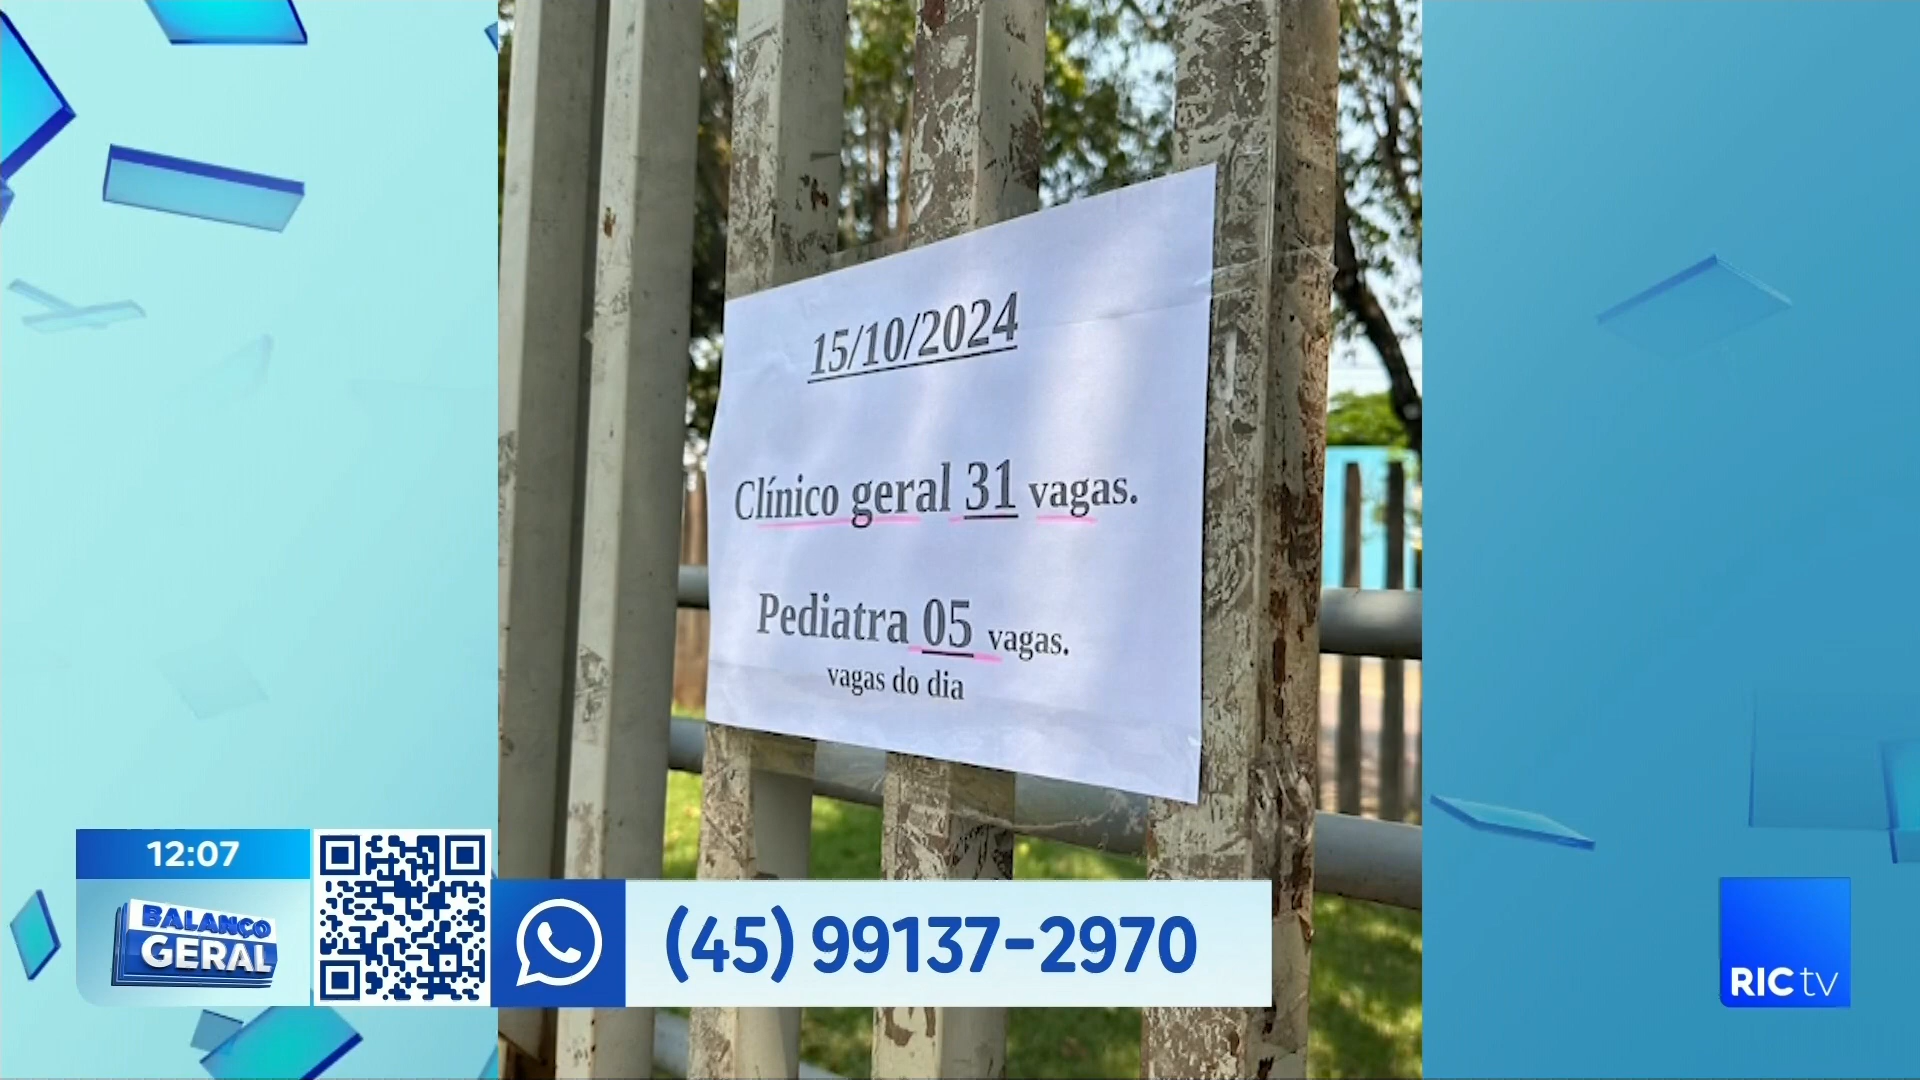 15/10/2024
Clínico geral 31 vagas.
Pediatra 05 vagas.
vagas do dia
12:07
BALANÇO
GERAL
(45) 99137-2970
RIC tv